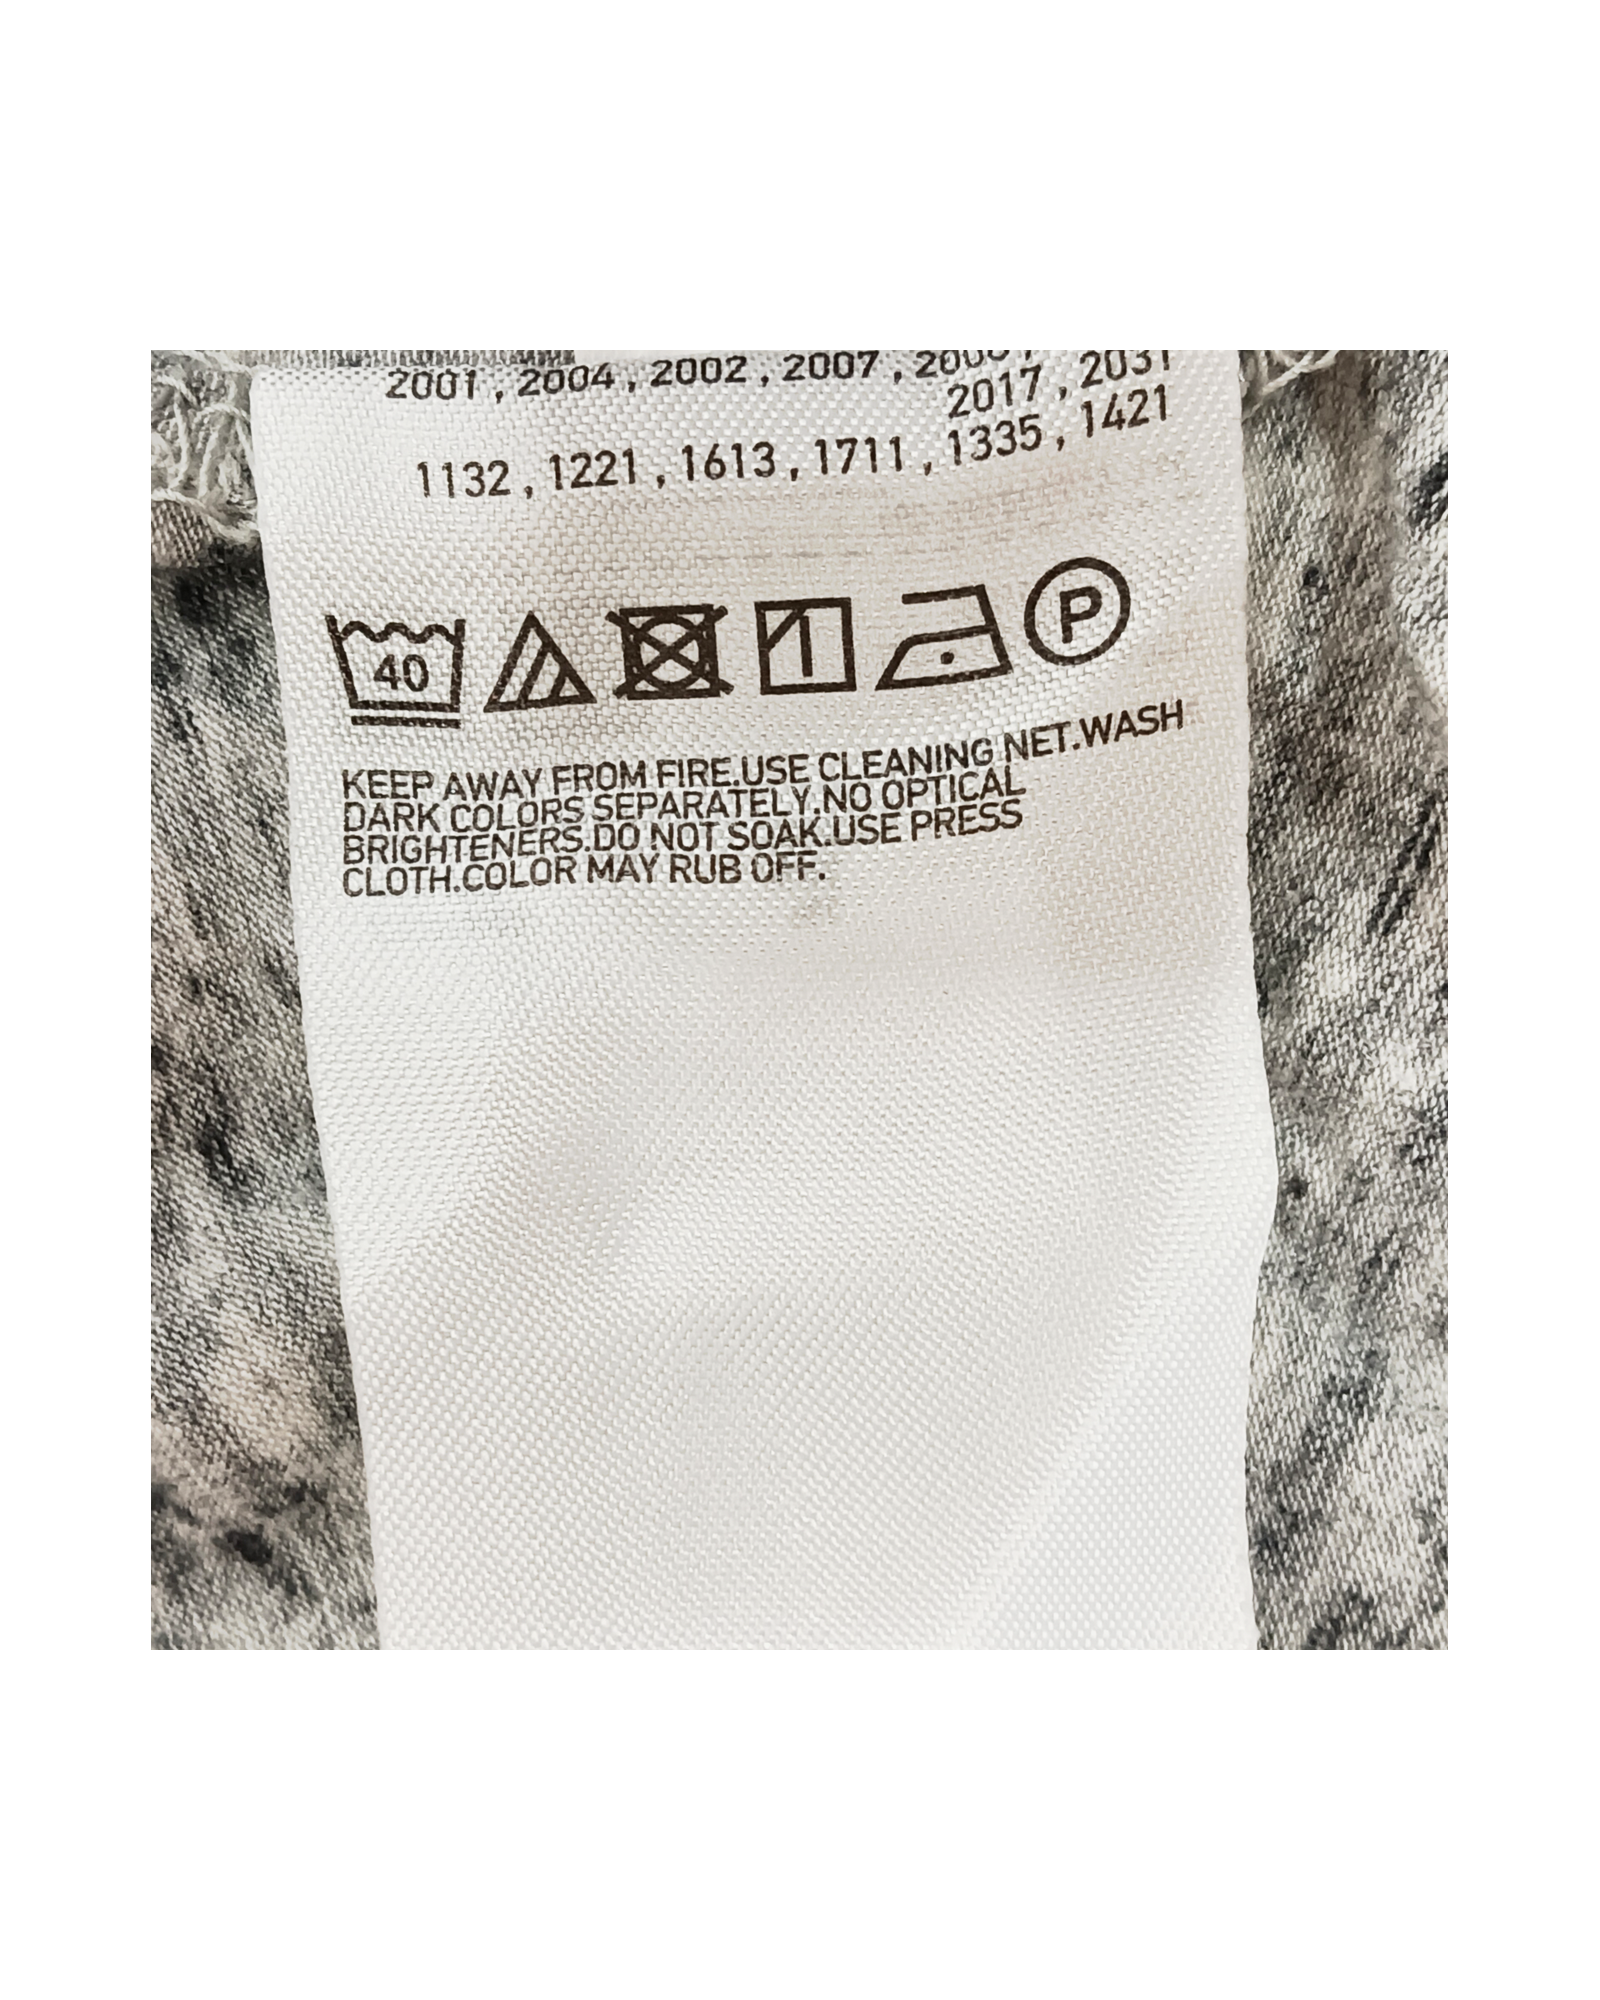 2001 , 2004 , 2002 , 2007 ,
2017 , 2031
1132 , 1221 , 1613 , 1711 , 1335 , 1421
40 P
KEEP AWAY FROM FIRE.USE CLEANING NET.WASH
DARK COLORS SEPARATELY.NO OPTICAL
BRIGHTENERS.DO NOT SOAK.USE PRESS
CLOTH.COLOR MAY RUB OFF.